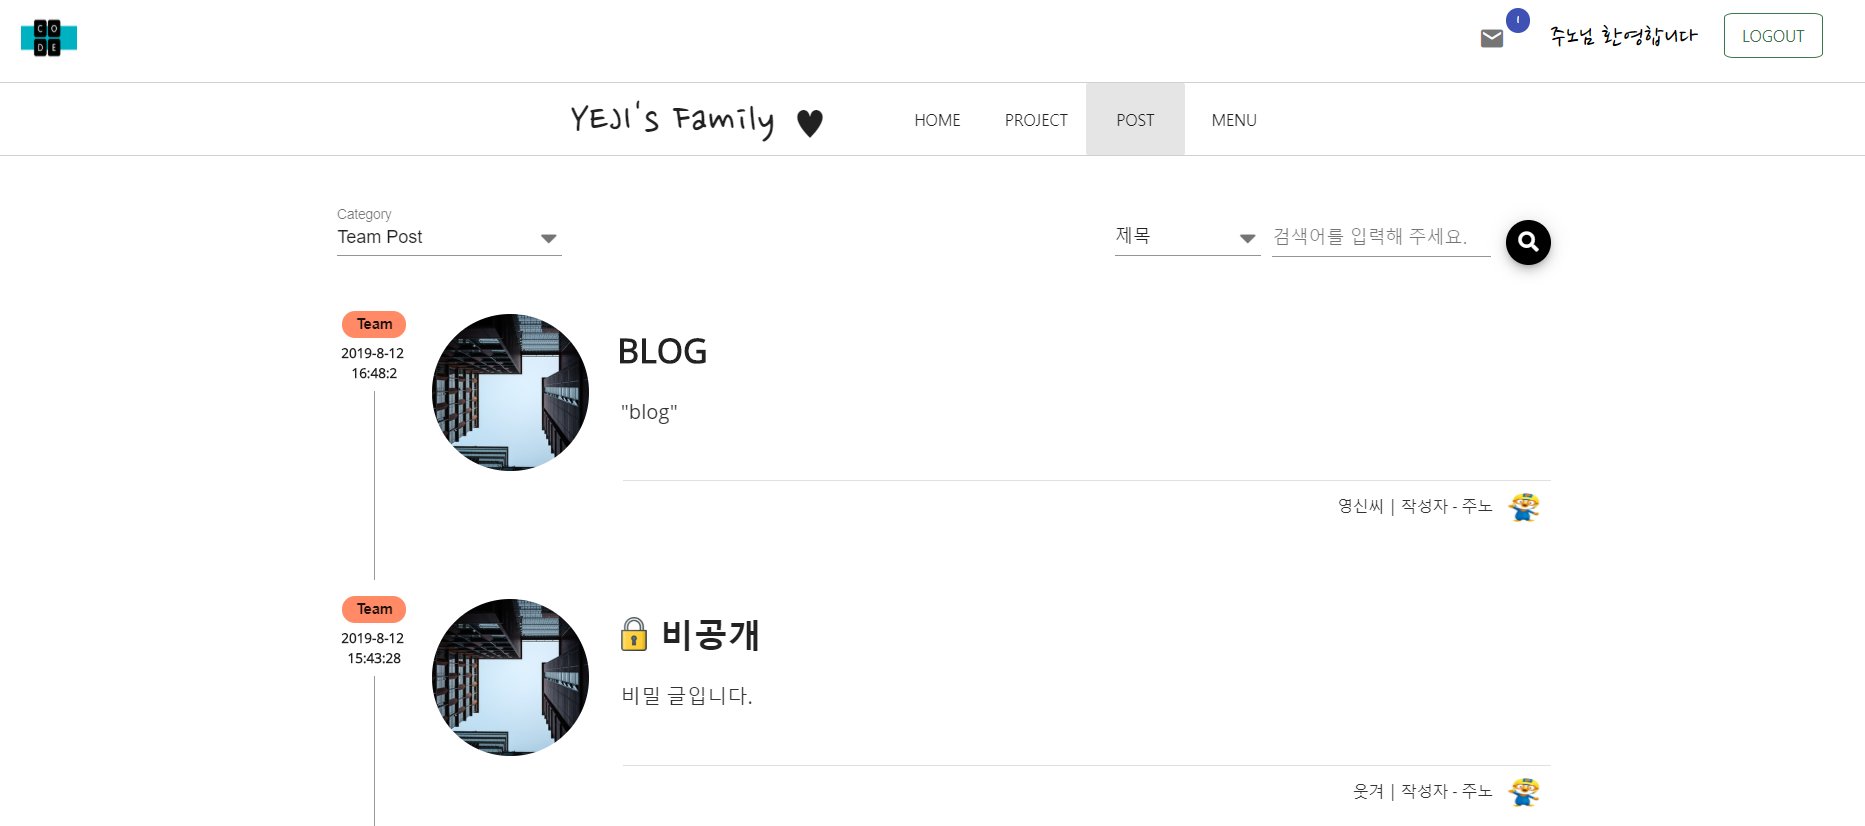 CODE
1
주노님 환영합니다
LOGOUT
YEJI's Family ♥
HOME
PROJECT
POST
MENU
Category
Team Post
제목
검색어를 입력해 주세요.
Team
2019-8-12
16:48:2
BLOG
"blog"
영신씨 | 작성자 - 주노
Team
2019-8-12
15:43:28
비공개
비밀 글입니다.
웃겨 | 작성자 - 주노